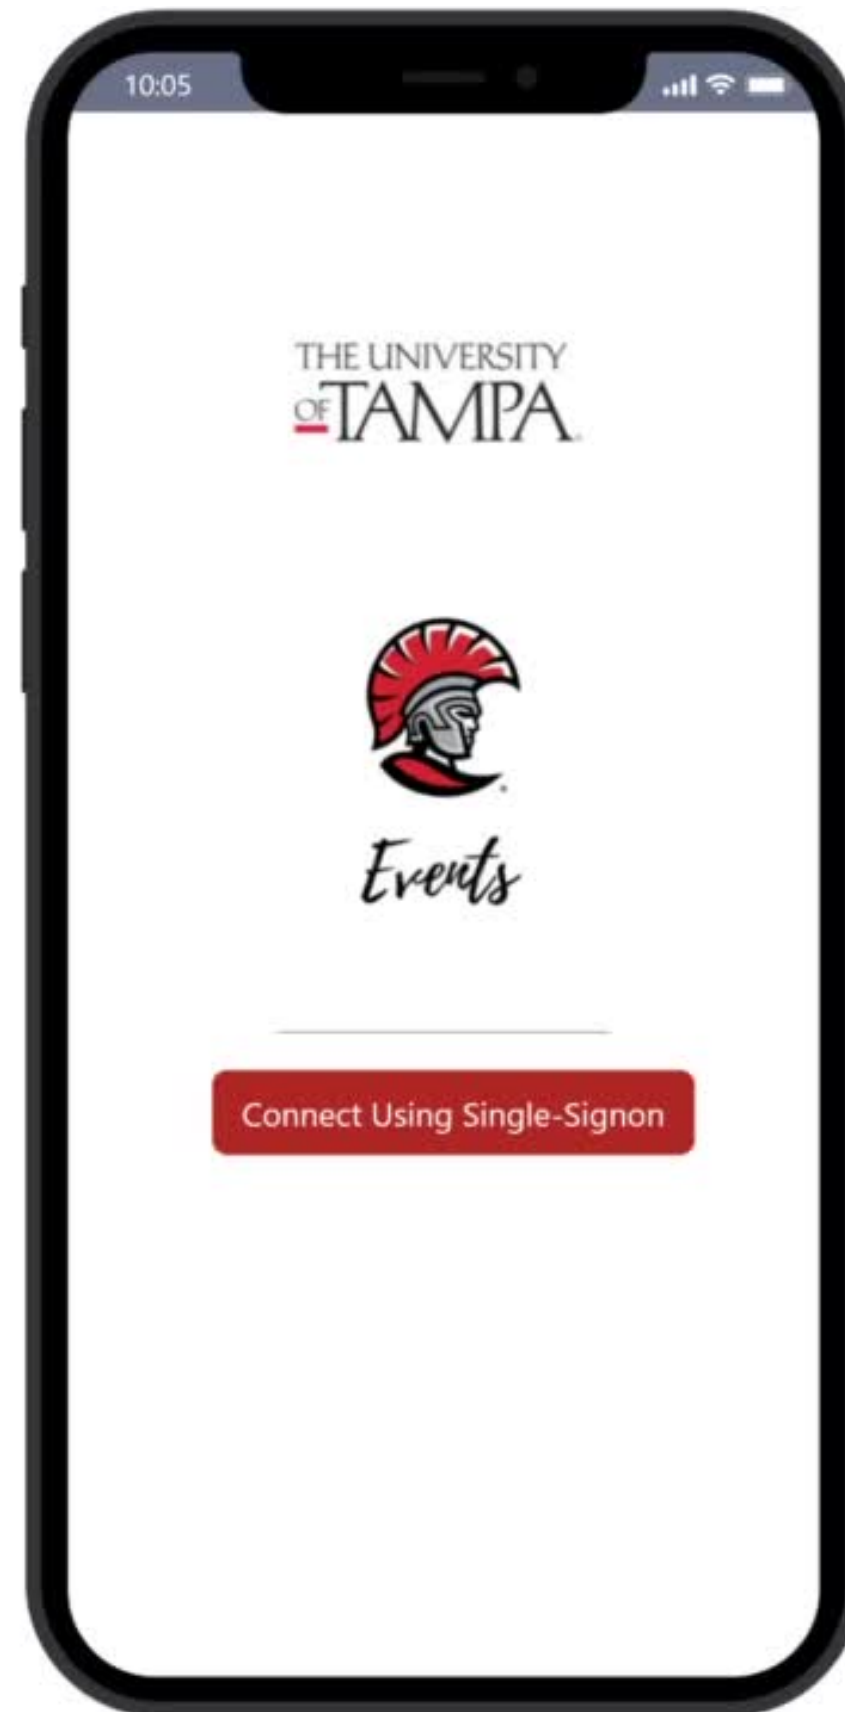 10:05
THE UNIVERSITY
OF TAMPA
Events
Connect Using Single-Signon